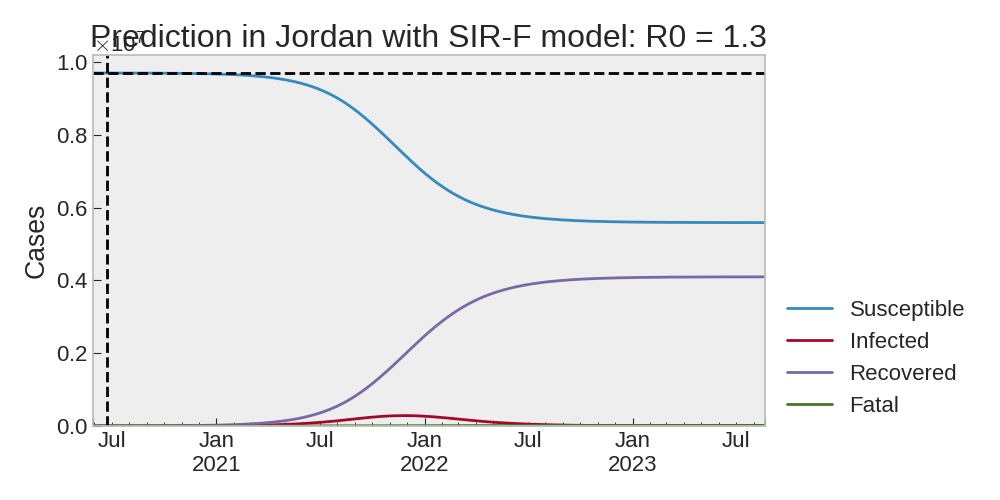 Prediction in Jordan with SIR-F model: R0 = 1.3
×10⁷
1.0
0.8
0.6
0.4
0.2
0.0
Cases
Jul Jan Jul Jan Jul Jan Jul
2021 2022 2023
Susceptible
Infected
Recovered
Fatal